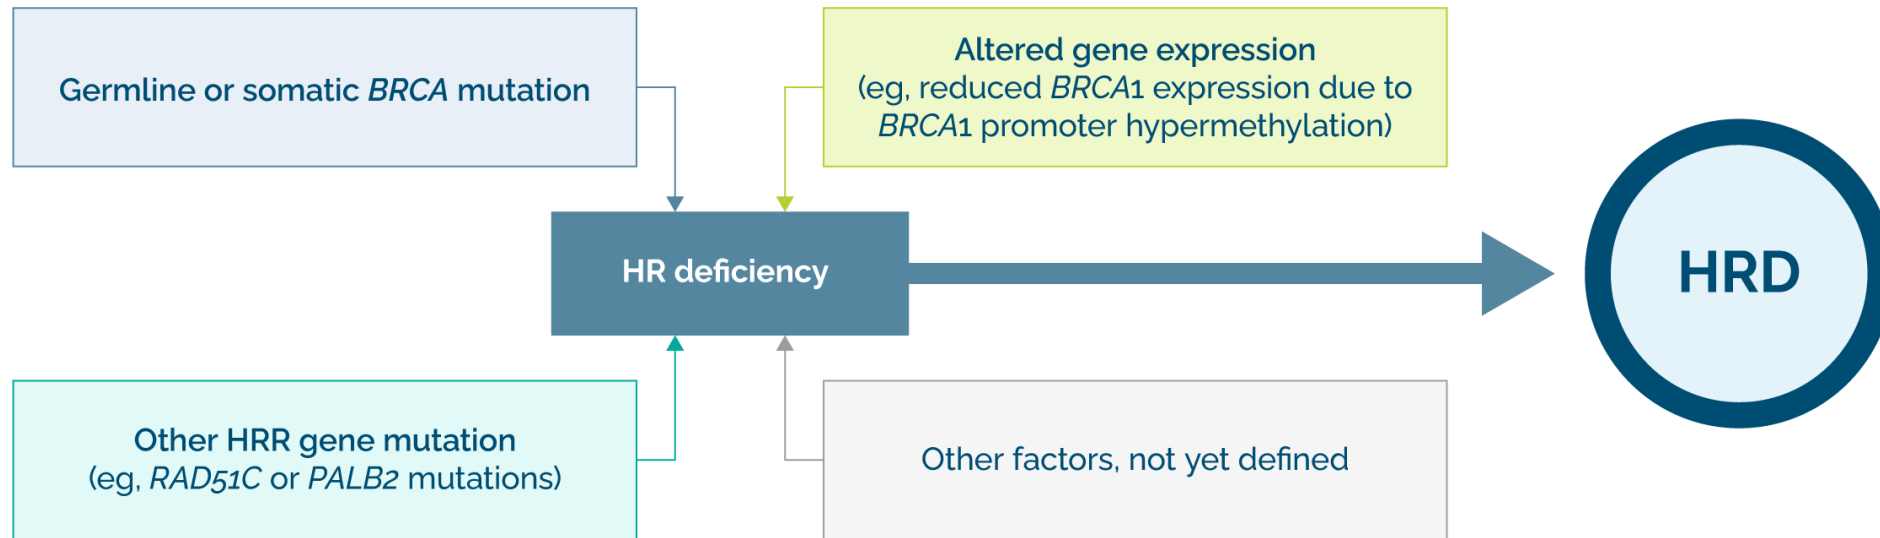 Germline or somatic BRCA mutation
Altered gene expression
(eg, reduced BRCA1 expression due to
BRCA1 promoter hypermethylation)
HR deficiency
HRD
Other HRR gene mutation
(eg, RAD51C or PALB2 mutations)
Other factors, not yet defined